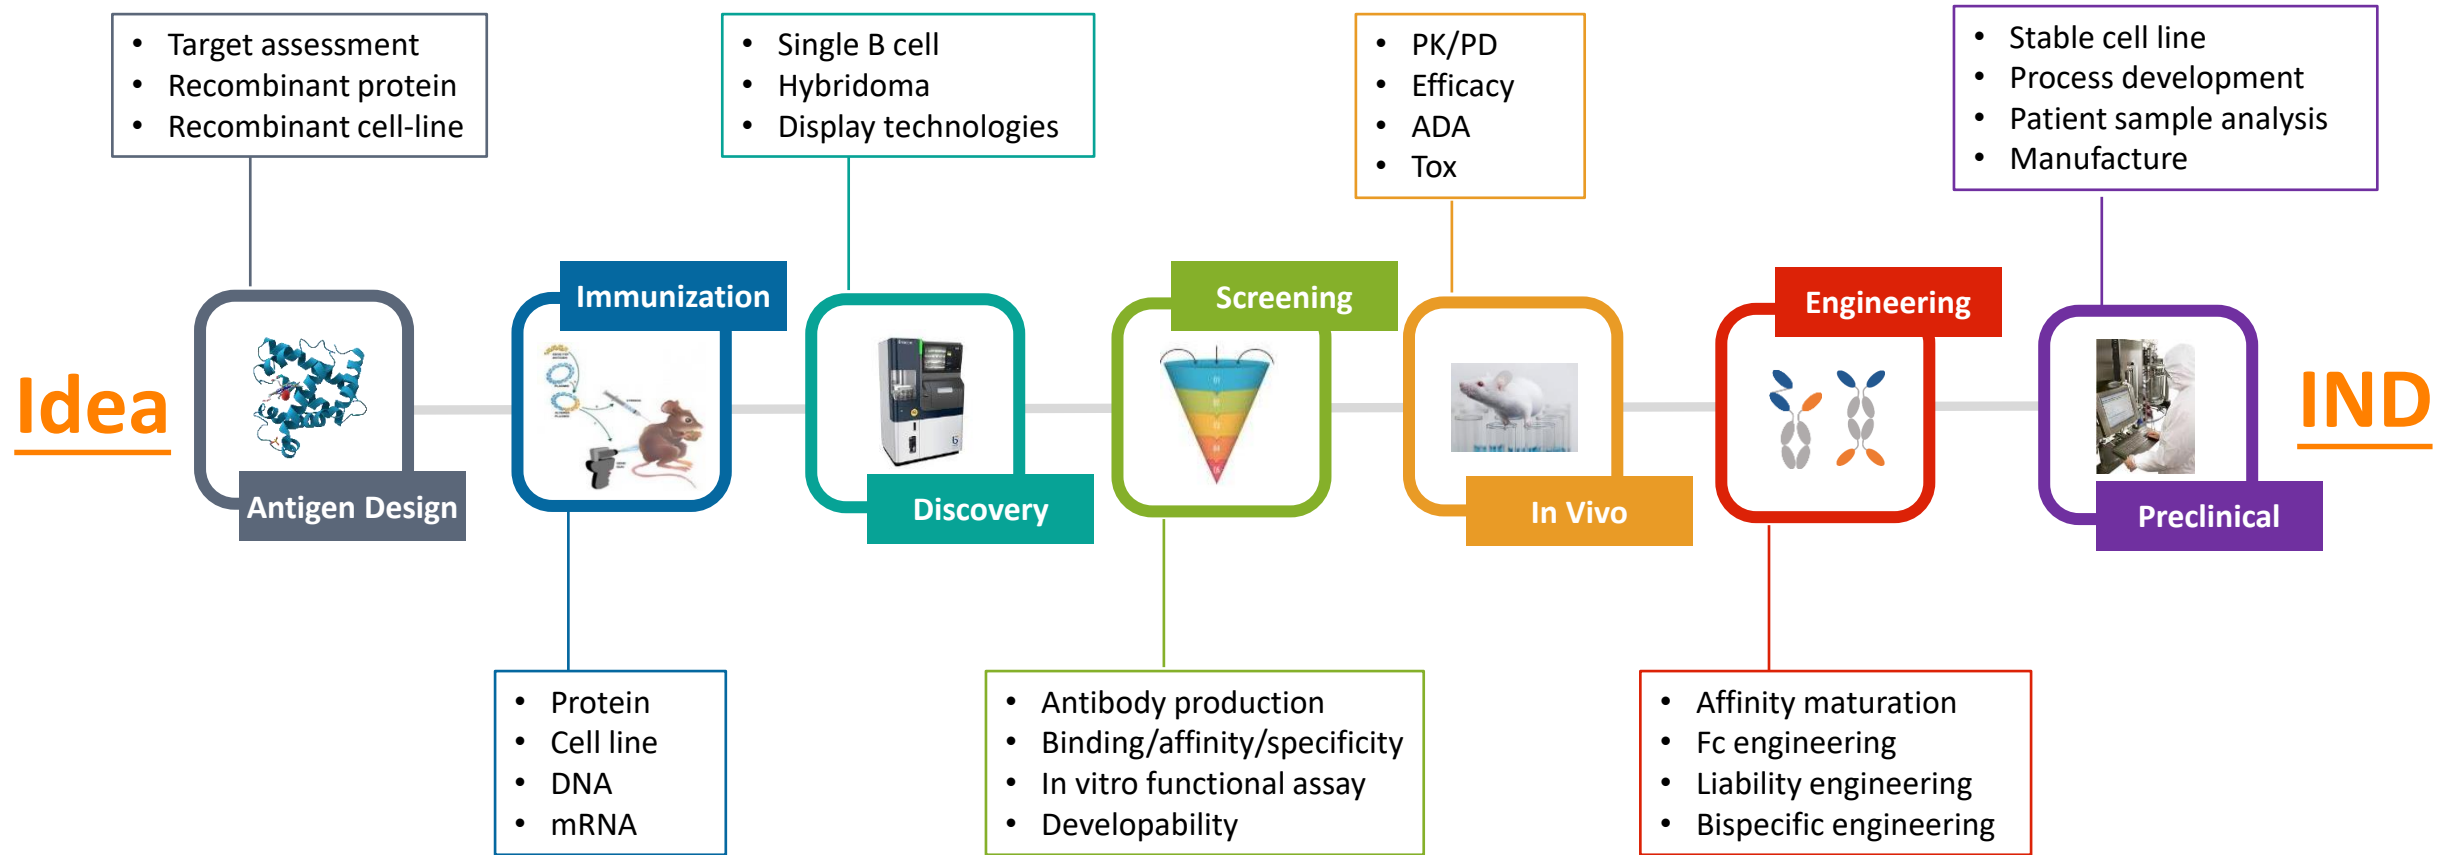 Idea
Target assessment
Recombinant protein
Recombinant cell-line
Antigen Design
Immunization
Protein
Cell line
DNA
mRNA
Single B cell
Hybridoma
Display technologies
Discovery
Screening
01
Antibody production
Binding/affinity/specificity
In vitro functional assay
Developability
PK/PD
Efficacy
ADA
Tox
In Vivo
Engineering
Affinity maturation
Fc engineering
Liability engineering
Bispecific engineering
Stable cell line
Process development
Patient sample analysis
Manufacture
Preclinical
IND